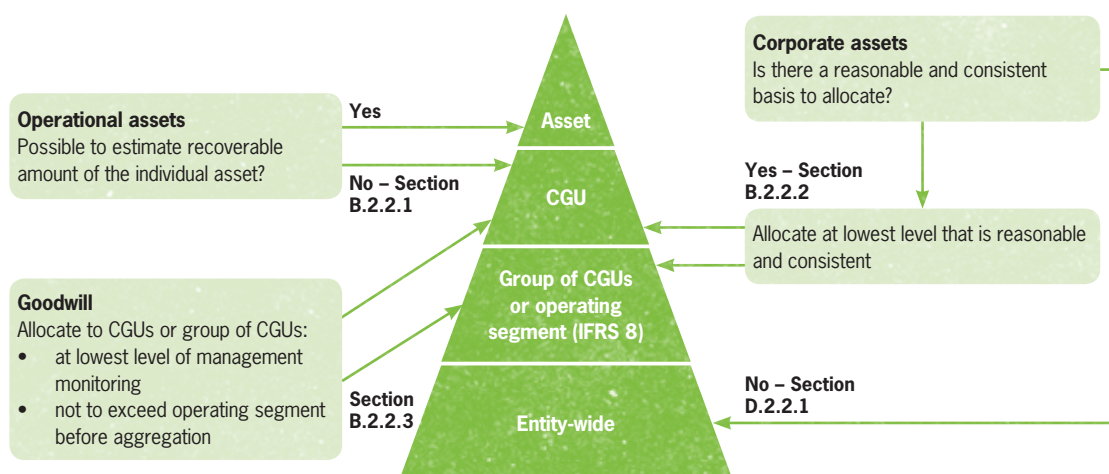 Operational assets
Possible to estimate recoverable
amount of the individual asset?
Yes
No – Section
B.2.2.1
Goodwill
Allocate to CGUs or group of CGUs:
• at lowest level of management
monitoring
• not to exceed operating segment
before aggregation
Section
B.2.2.3
Asset
CGU
Group of CGUs
or operating
segment (IFRS 8)
Entity-wide
Corporate assets
Is there a reasonable and consistent
basis to allocate?
Yes – Section
B.2.2.2
Allocate at lowest level that is reasonable
and consistent
No – Section
D.2.2.1